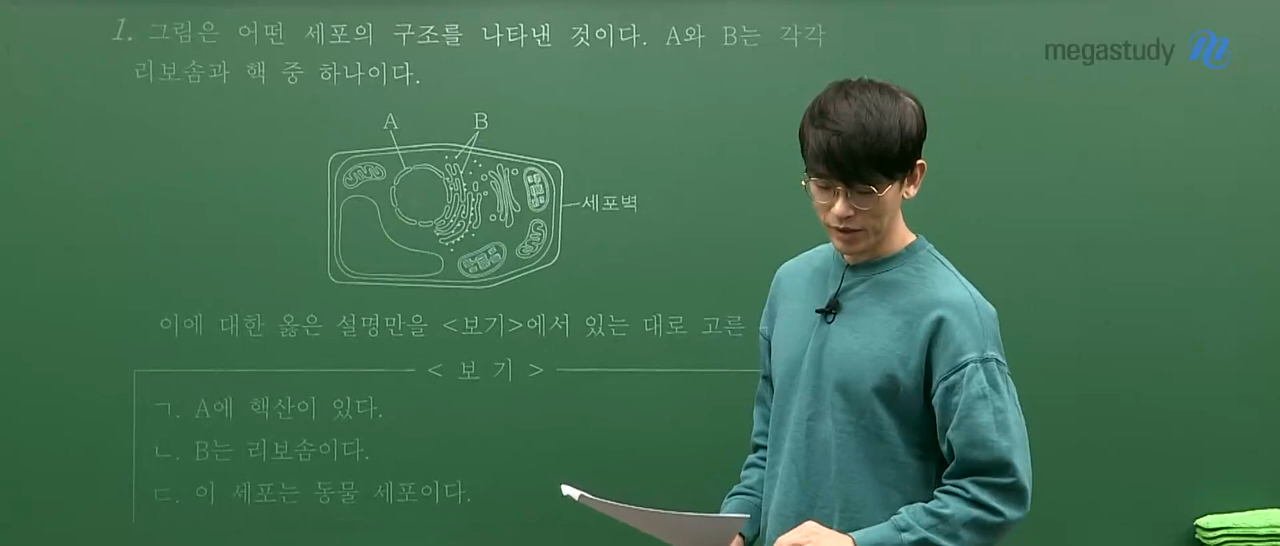 1. 그림은 어떤 세포의 구조를 나타낸 것이다. A와 B는 각각
리보솜과 핵 중 하나이다.
megastudy
A
B
세포벽
이에 대한 옳은 설명만을 <보기>에서 있는 대로 고른
< 보 기 >
ㄱ. A에 핵산이 있다.
ㄴ. B는 리보솜이다.
ㄷ. 이 세포는 동물 세포이다.